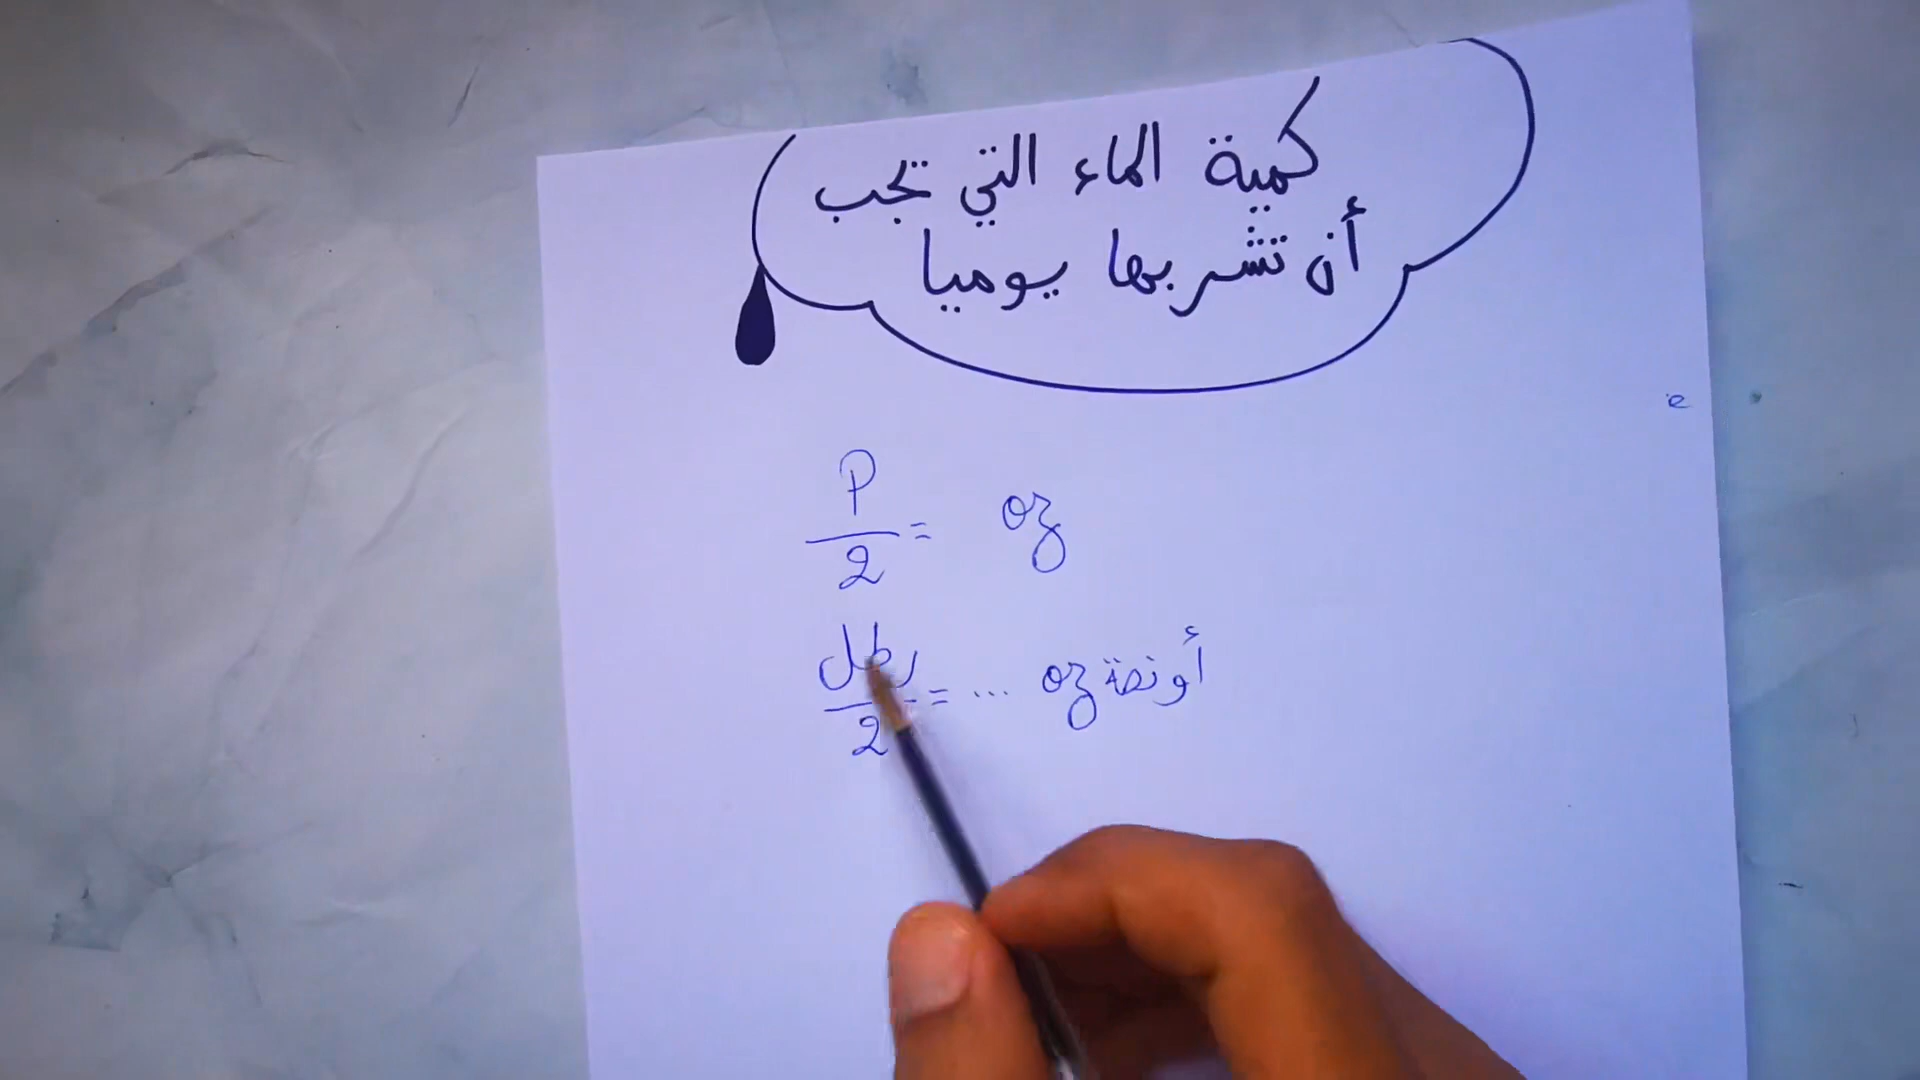 كمية الماء التي تجب
أن تشربها يوميا
P/2 = oz
رطل/2 = ... oz أونصة